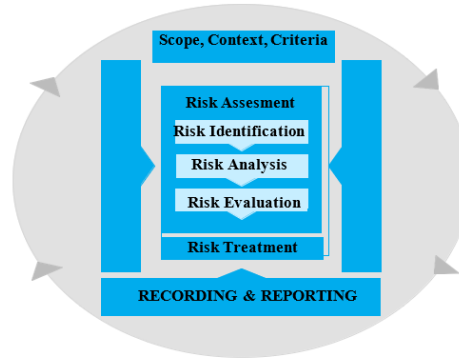 Scope, Context, Criteria
Risk Assesment
Risk Identification
Risk Analysis
Risk Evaluation
Risk Treatment
RECORDING & REPORTING